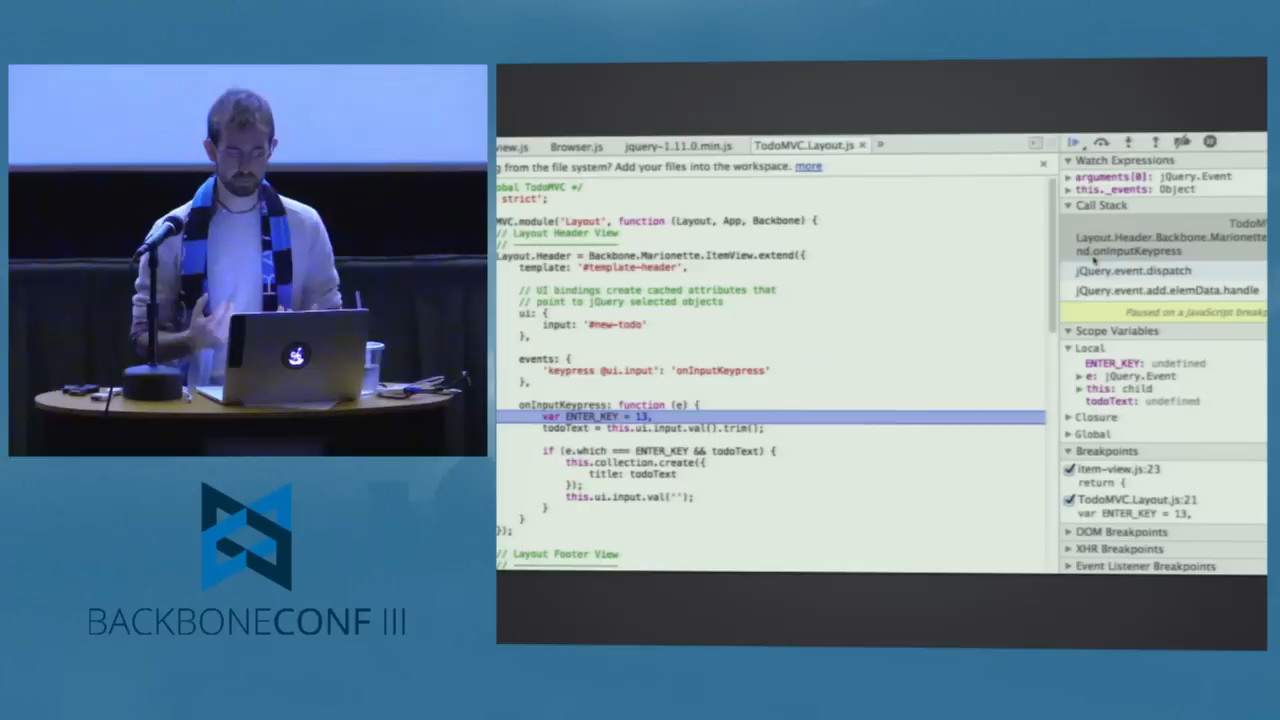 view.js Browser.js jquery-1.11.0.min.js TodoMVC.Layout.js × »
g from the file system? Add your files into the workspace. more ×
obal TodoMVC */
strict';
MVC.module('Layout', function (Layout, App, Backbone) {
// Layout Header View
// ------------------
Layout.Header = Backbone.Marionette.ItemView.extend({
template: '#template-header',
// UI bindings create cached attributes that
// point to jQuery selected objects
ui: {
input: '#new-todo'
},
events: {
'keypress @ui.input': 'onInputKeypress'
},
onInputKeypress: function (e) {
var ENTER_KEY = 13,
todoText = this.ui.input.val().trim();
if (e.which === ENTER_KEY && todoText) {
this.collection.create({
title: todoText
});
this.ui.input.val('');
}
}
});
// Layout Footer View
// ------------------
Watch Expressions
arguments[0]: jQuery.Event
this._events: Object
Call Stack
TodoM
Layout.Header.Backbone.Marionette
nd.onInputKeypress
jQuery.event.dispatch
jQuery.event.add.elemData.handle
Paused on a JavaScript breakp
Scope Variables
Local
ENTER_KEY: undefined
e: jQuery.Event
this: child
todoText: undefined
Closure
Global
Breakpoints
item-view.js:23
return {
TodoMVC.Layout.js:21
var ENTER_KEY = 13,
DOM Breakpoints
XHR Breakpoints
Event Listener Breakpoints
BACKBONECONF III